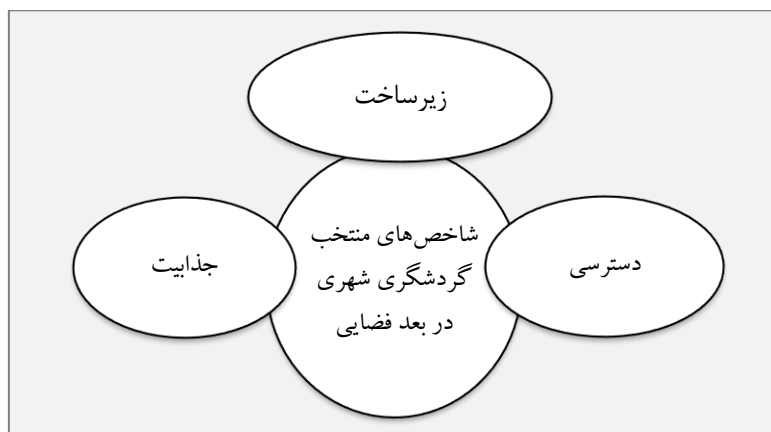 زیرساخت
دسترسی
شاخص‌های منتخب
گردشگری شهری
در بعد فضایی
جذابیت